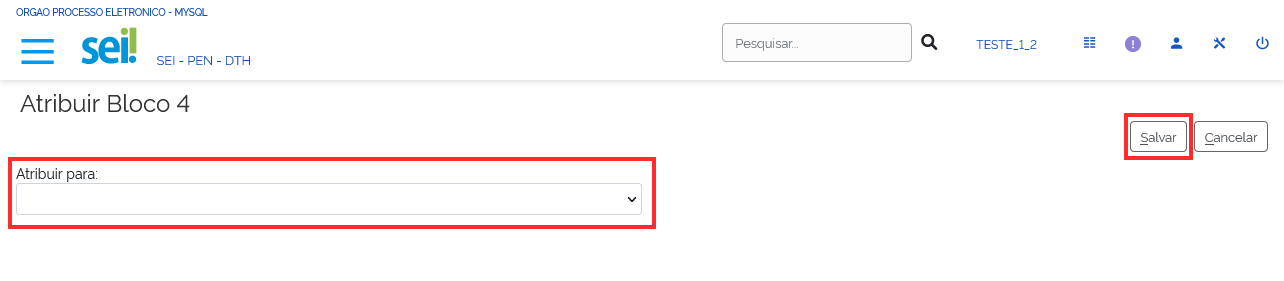 ORGAO PROCESSO ELETRONICO - MYSQL
sei!
SEI - PEN - DTH
Pesquisar...
TESTE_1_2
Atribuir Bloco 4
Salvar
Cancelar
Atribuir para: